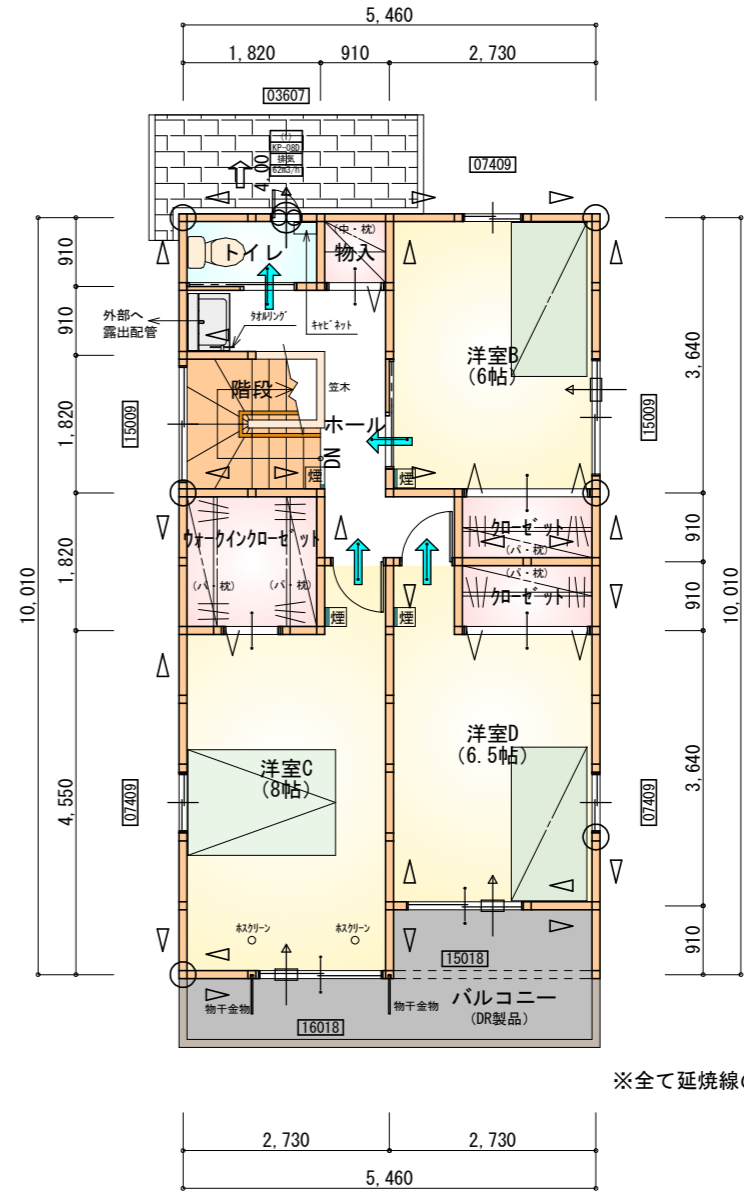 5,460
1,820
910
2,730
03607
(1)
KP-08D
排気
62m3/h
4.00
07409
910
トイレ
(中・枕)
物入
910
外部へ
露出配管
タオルリング
キャビネット
洋室B
(6帖)
3,640
階段
笠木
1,820
15009
ホール
15009
DN
煙
煙
ウォークインクローゼット
クローゼット
(パ・枕)
910
1,820
(パ・枕)
(パ・枕)
(パ・枕)
クローゼット
910
10,010
10,010
煙
煙
洋室D
(6.5帖)
洋室C
(8帖)
3,640
4,550
07409
07409
ホスクリーン
ホスクリーン
910
15018
バルコニー
(DR製品)
物干金物
物干金物
16018
※全て延焼線の
2,730
2,730
5,460